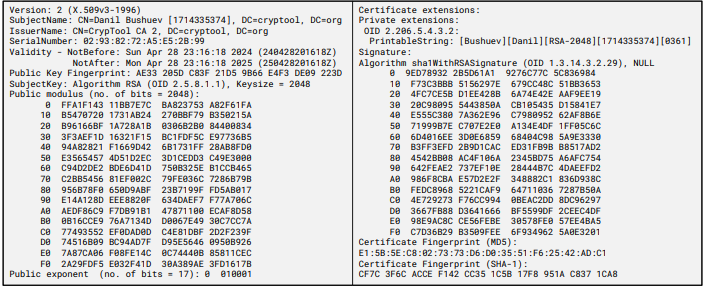 Version: 2 (X.509v3-1996)
SubjectName: CN=Danil Bushuev [1714335374], DC=cryptool, DC=org
IssuerName: CN=CrypTool CA 2, DC=cryptool, DC=org
SerialNumber: 02:93:82:72:A5:E5:2B:99
Validity - NotBefore: Sun Apr 28 23:16:18 2024 (240428201618Z)
NotAfter: Mon Apr 28 23:16:18 2025 (250428201618Z)
Public Key Fingerprint: AE33 205D C83F 21D5 9B66 E4F3 DE09 223D
SubjectKey: Algorithm RSA (OID 2.5.8.1.1), Keysize = 2048
Public modulus (no. of bits = 2048):
0 FFA1F143 11BB7E7C BA823753 A82F61FA
10 B5470720 1731AB24 270BBF79 B350215A
20 B96166BF 1A728A1B 0306B2B0 84400834
30 3F3AEF1D 16321F15 BC1FDF5C E97736B5
40 94A82821 F1669D42 6B1731FF 28AB8FD0
50 E3565457 4D51D2EC 3D1CEDD3 C49E3000
60 C94D2DE2 BDE6D41D 750B325E B1CCB465
70 C2BB5456 81EF002C 79FE036C 7286B79B
80 956B78F0 650D9ABF 23B7199F FD5AB017
90 E14A128D EEE8820F 634DAEF7 F77A706C
A0 AEDF86C9 F7DB91B1 47871100 ECAF8D58
B0 0B16CCE9 76A7134D D0067E49 30C7CC7A
C0 77493552 EF0DAD0D C4E81DBF 2D2F239F
D0 74516B09 BC94AD7F D95E5646 0950B926
E0 7A87CA06 F08FE14C 0C74440B 85811CEC
F0 2A29FDF5 E032F41D 30A389AE 3FD1617B
Public exponent (no. of bits = 17): 0 010001
Certificate extensions:
Private extensions:
OID 2.206.5.4.3.2:
PrintableString: [Bushuev][Danil][RSA-2048][1714335374][0361]
Signature:
Algorithm sha1WithRSASignature (OID 1.3.14.3.2.29), NULL
0 9ED78932 2B5D61A1 9276C77C 5C836984
10 F73C3BBB 5156297E 679CC48C 51BB3653
20 4FC7CE5B D1EE428B 6A74E42E AAF9EE19
30 20C98095 5443850A CB105435 D15841E7
40 E555C380 7A362E96 C7980952 62AF8B6E
50 71999B7E C707E2E0 A134E4DF 1FF05C6C
60 6D4016EE 3D0E6859 68404C98 5A9E3330
70 B3FF3EFD 2B9D1CAC ED31FB9B B8517AD2
80 4542BB08 AC4F106A 2345BD75 A6AFC754
90 642FEAE2 737EF10E 28444B7C 4DAEEFD2
A0 986F8CBA E57D2E2F 348882C1 836D938C
B0 FEDC8968 5221CAF9 64711036 7287B50A
C0 4E729273 F76CC994 0BEAC2DD 8DC96297
D0 3667FB88 D3641666 BF5599DF 2CEEC4DF
E0 98E9AC8C CE56FEBE 30578FE0 57EE4BA5
F0 C7D36B29 B3509FEE 6F934962 5A0E3201
Certificate Fingerprint (MD5):
E1:5B:5E:C8:02:73:73:D6:D0:35:51:F6:25:42:AD:C1
Certificate Fingerprint (SHA-1):
CF7C 3F6C ACCE F142 CC35 1C5B 17F8 951A C837 1CA8